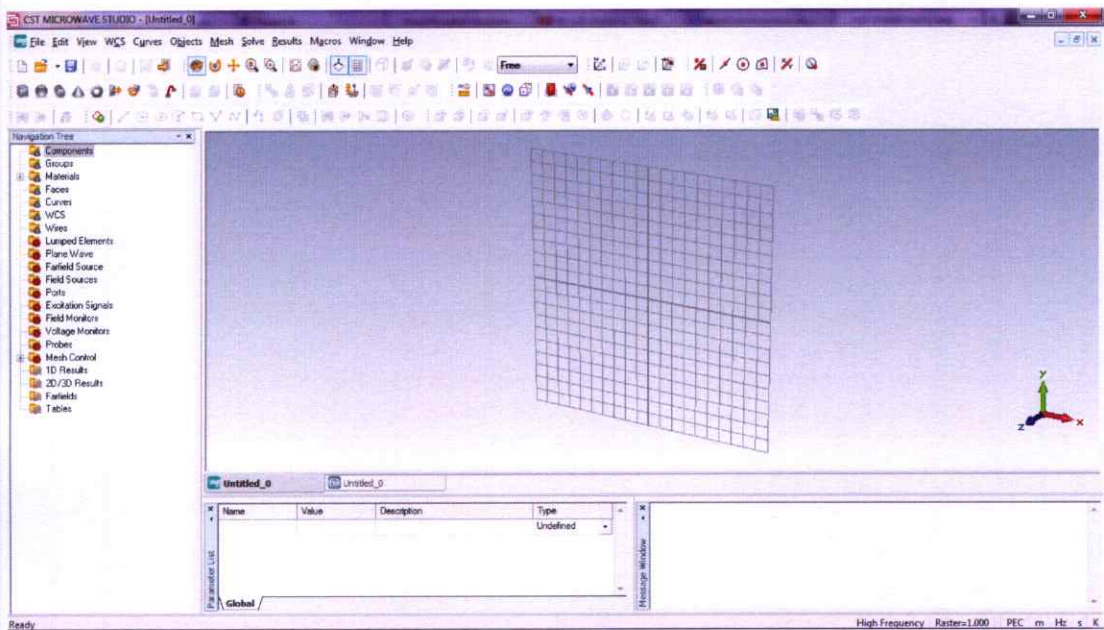 CST MICROWAVE STUDIO - [Untitled_0]
File Edit View WCS Curves Objects Mesh Solve Results Macros Window Help
Free
Navigation Tree
Components
Groups
Materials
Faces
Curves
WCS
Wires
Lumped Elements
Plane Wave
Farfield Source
Field Sources
Ports
Excitation Signals
Field Monitors
Voltage Monitors
Probes
Mesh Control
1D Results
2D/3D Results
Farfields
Tables
y
z x
Untitled_0 Untitled_0
Name Value Description Type
Undefined
Parameter List
Global
Message Window
Ready High Frequency Raster=1.000 PEC m Hz s K